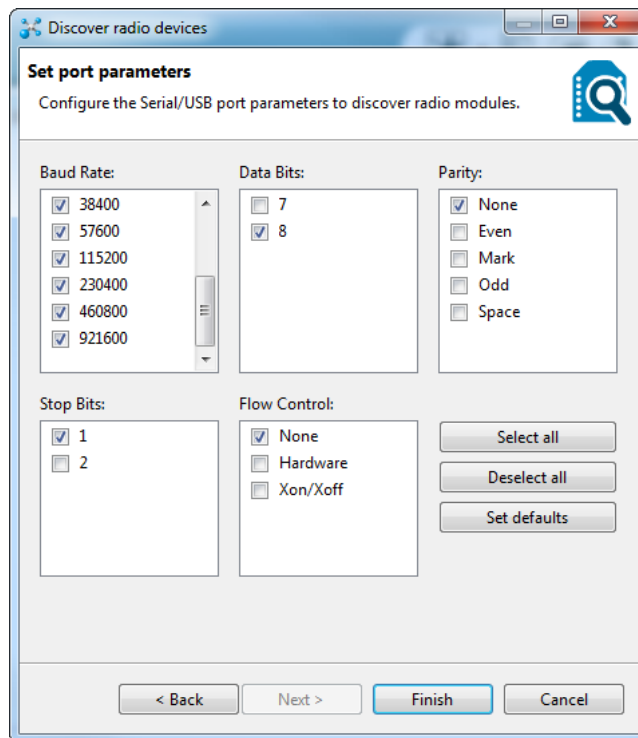 Discover radio devices
Set port parameters
Configure the Serial/USB port parameters to discover radio modules.
Baud Rate:
38400
57600
115200
230400
460800
921600
Data Bits:
7
8
Parity:
None
Even
Mark
Odd
Space
Stop Bits:
1
2
Flow Control:
None
Hardware
Xon/Xoff
Select all
Deselect all
Set defaults
< Back
Next >
Finish
Cancel